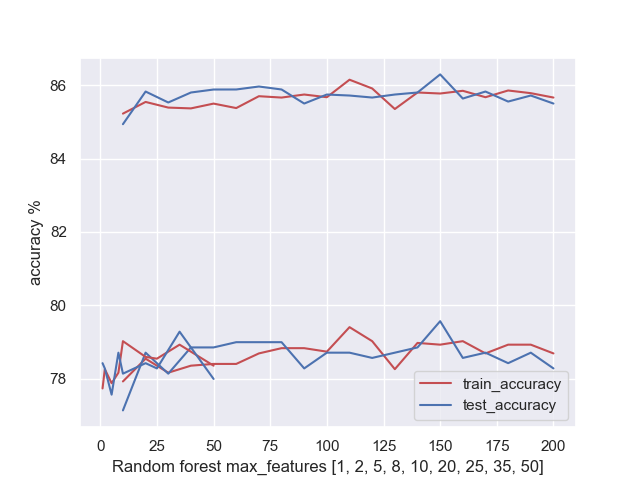 86
84
82
80
78
accuracy %
train_accuracy
test_accuracy
0 25 50 75 100 125 150 175 200
Random forest max_features [1, 2, 5, 8, 10, 20, 25, 35, 50]